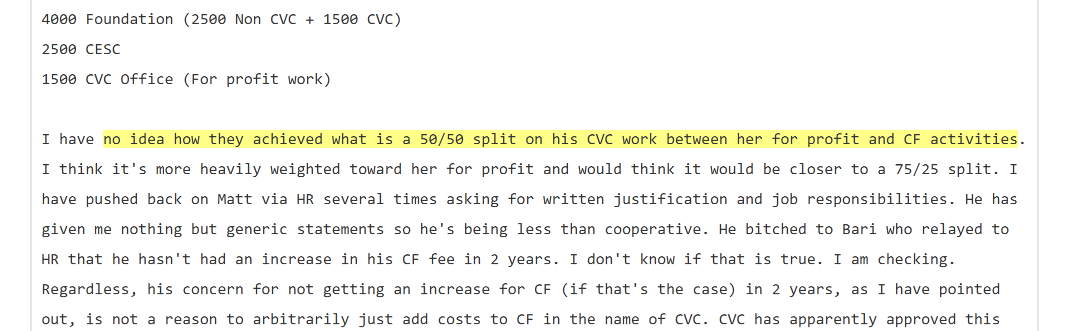 4000 Foundation (2500 Non CVC + 1500 CVC)
2500 CESC
1500 CVC Office (For profit work)
I have no idea how they achieved what is a 50/50 split on his CVC work between her for profit and CF activities.
I think it's more heavily weighted toward her for profit and would think it would be closer to a 75/25 split. I
have pushed back on Matt via HR several times asking for written justification and job responsibilities. He has
given me nothing but generic statements so he's being less than cooperative. He bitched to Bari who relayed to
HR that he hasn't had an increase in his CF fee in 2 years. I don't know if that is true. I am checking.
Regardless, his concern for not getting an increase for CF (if that's the case) in 2 years, as I have pointed
out, is not a reason to arbitrarily just add costs to CF in the name of CVC. CVC has apparently approved this